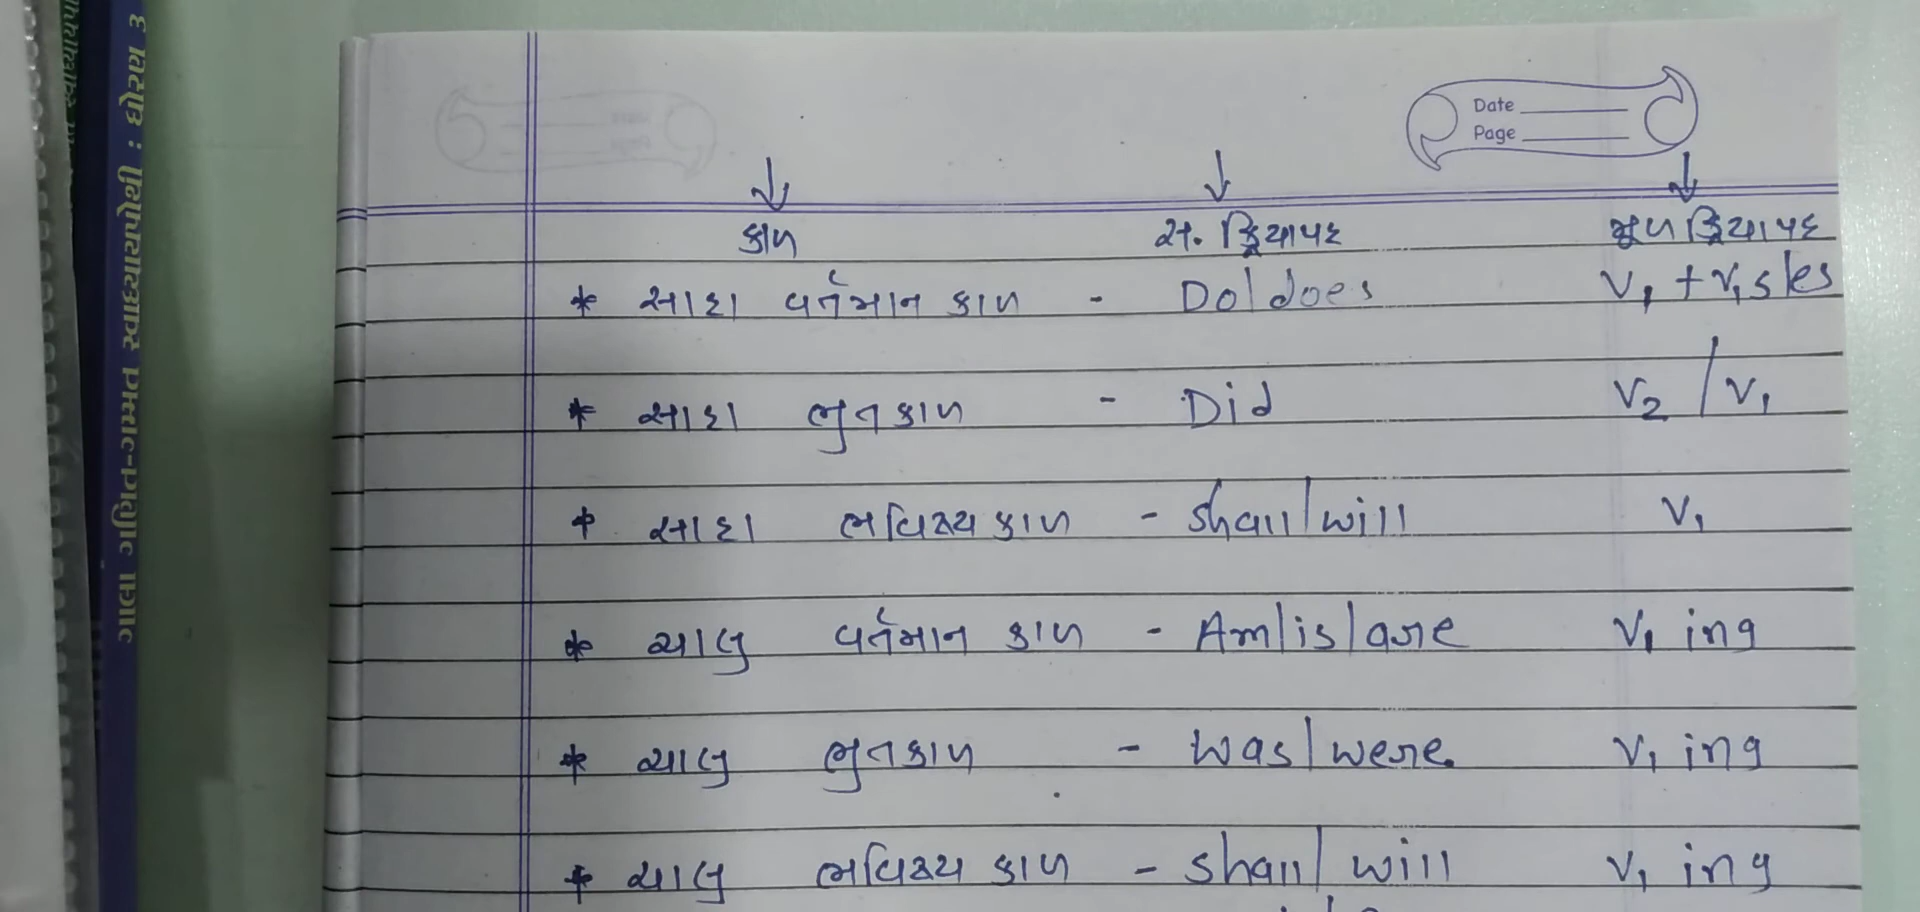 Date
Page
કાળ સા. ક્રિયાપદ મૂળ ક્રિયાપદ
* સાદા વર્તમાન કાળ - Do/does V1 + V1s/es
* સાદા ભુતકાળ - Did V2 / V1
* સાદા ભવિષ્ય કાળ - shall/will V1
* ચાલુ વર્તમાન કાળ - Am/is/are V1 ing
* ચાલુ ભુતકાળ - was/were V1 ing
* ચાલુ ભવિષ્ય કાળ - shall/ will V1 ing